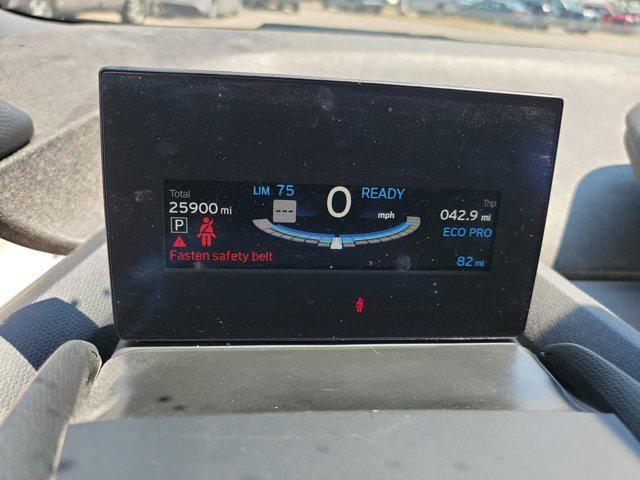 Total
25900 mi
P
Fasten safety belt
LIM 75
---
0
mph
READY
Trip
042.9 mi
ECO PRO
82 mi